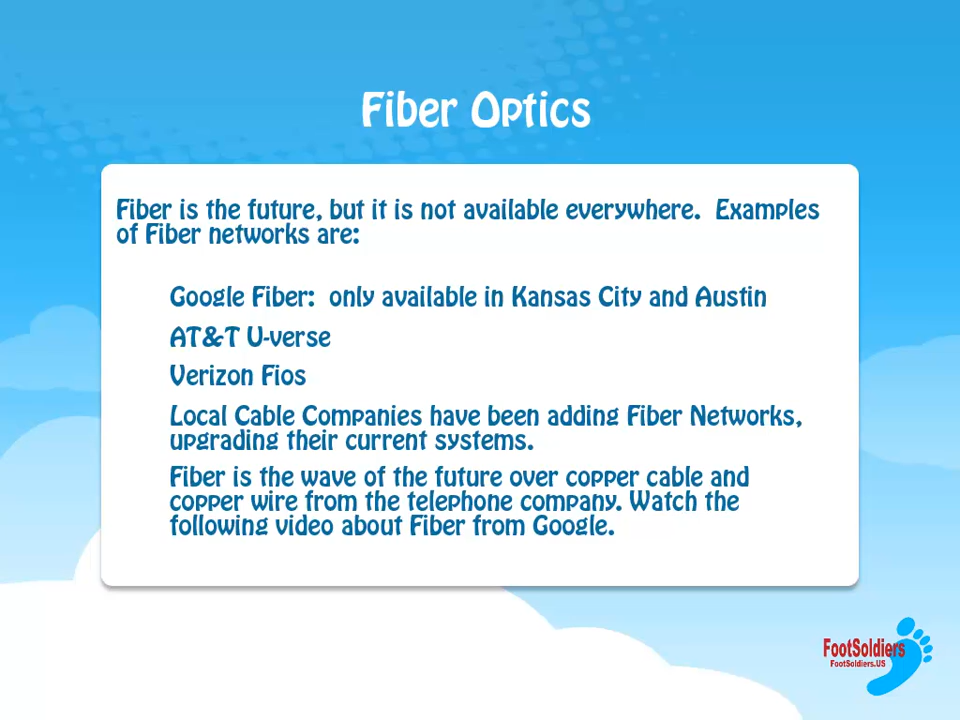 Fiber Optics
Fiber is the future, but it is not available everywhere.  Examples
of Fiber networks are:
Google Fiber:  only available in Kansas City and Austin
AT&T U-verse
Verizon Fios
Local Cable Companies have been adding Fiber Networks,
upgrading their current systems.
Fiber is the wave of the future over copper cable and
copper wire from the telephone company. Watch the
following video about Fiber from Google.
FootSoldiers
FootSoldiers.US